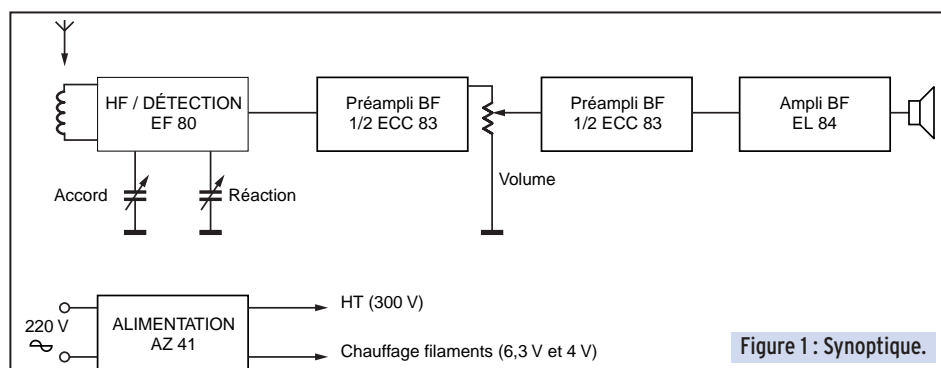 HF / DÉTECTION
EF 80
Préampli BF
1/2 ECC 83
Préampli BF
1/2 ECC 83
Ampli BF
EL 84
Accord
Réaction
Volume
220 V
ALIMENTATION
AZ 41
HT (300 V)
Chauffage filaments (6,3 V et 4 V)
Figure 1 : Synoptique.